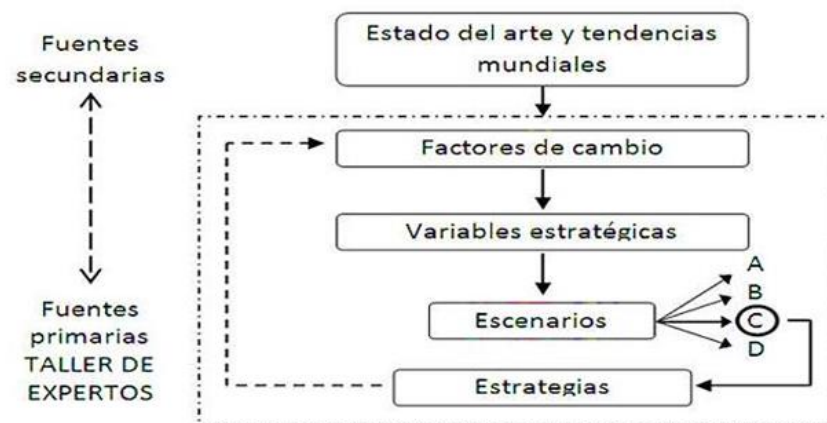 Fuentes
secundarias
Fuentes
primarias
TALLER DE
EXPERTOS
Estado del arte y tendencias
mundiales
Factores de cambio
Variables estratégicas
Escenarios
A
B
C
D
Estrategias